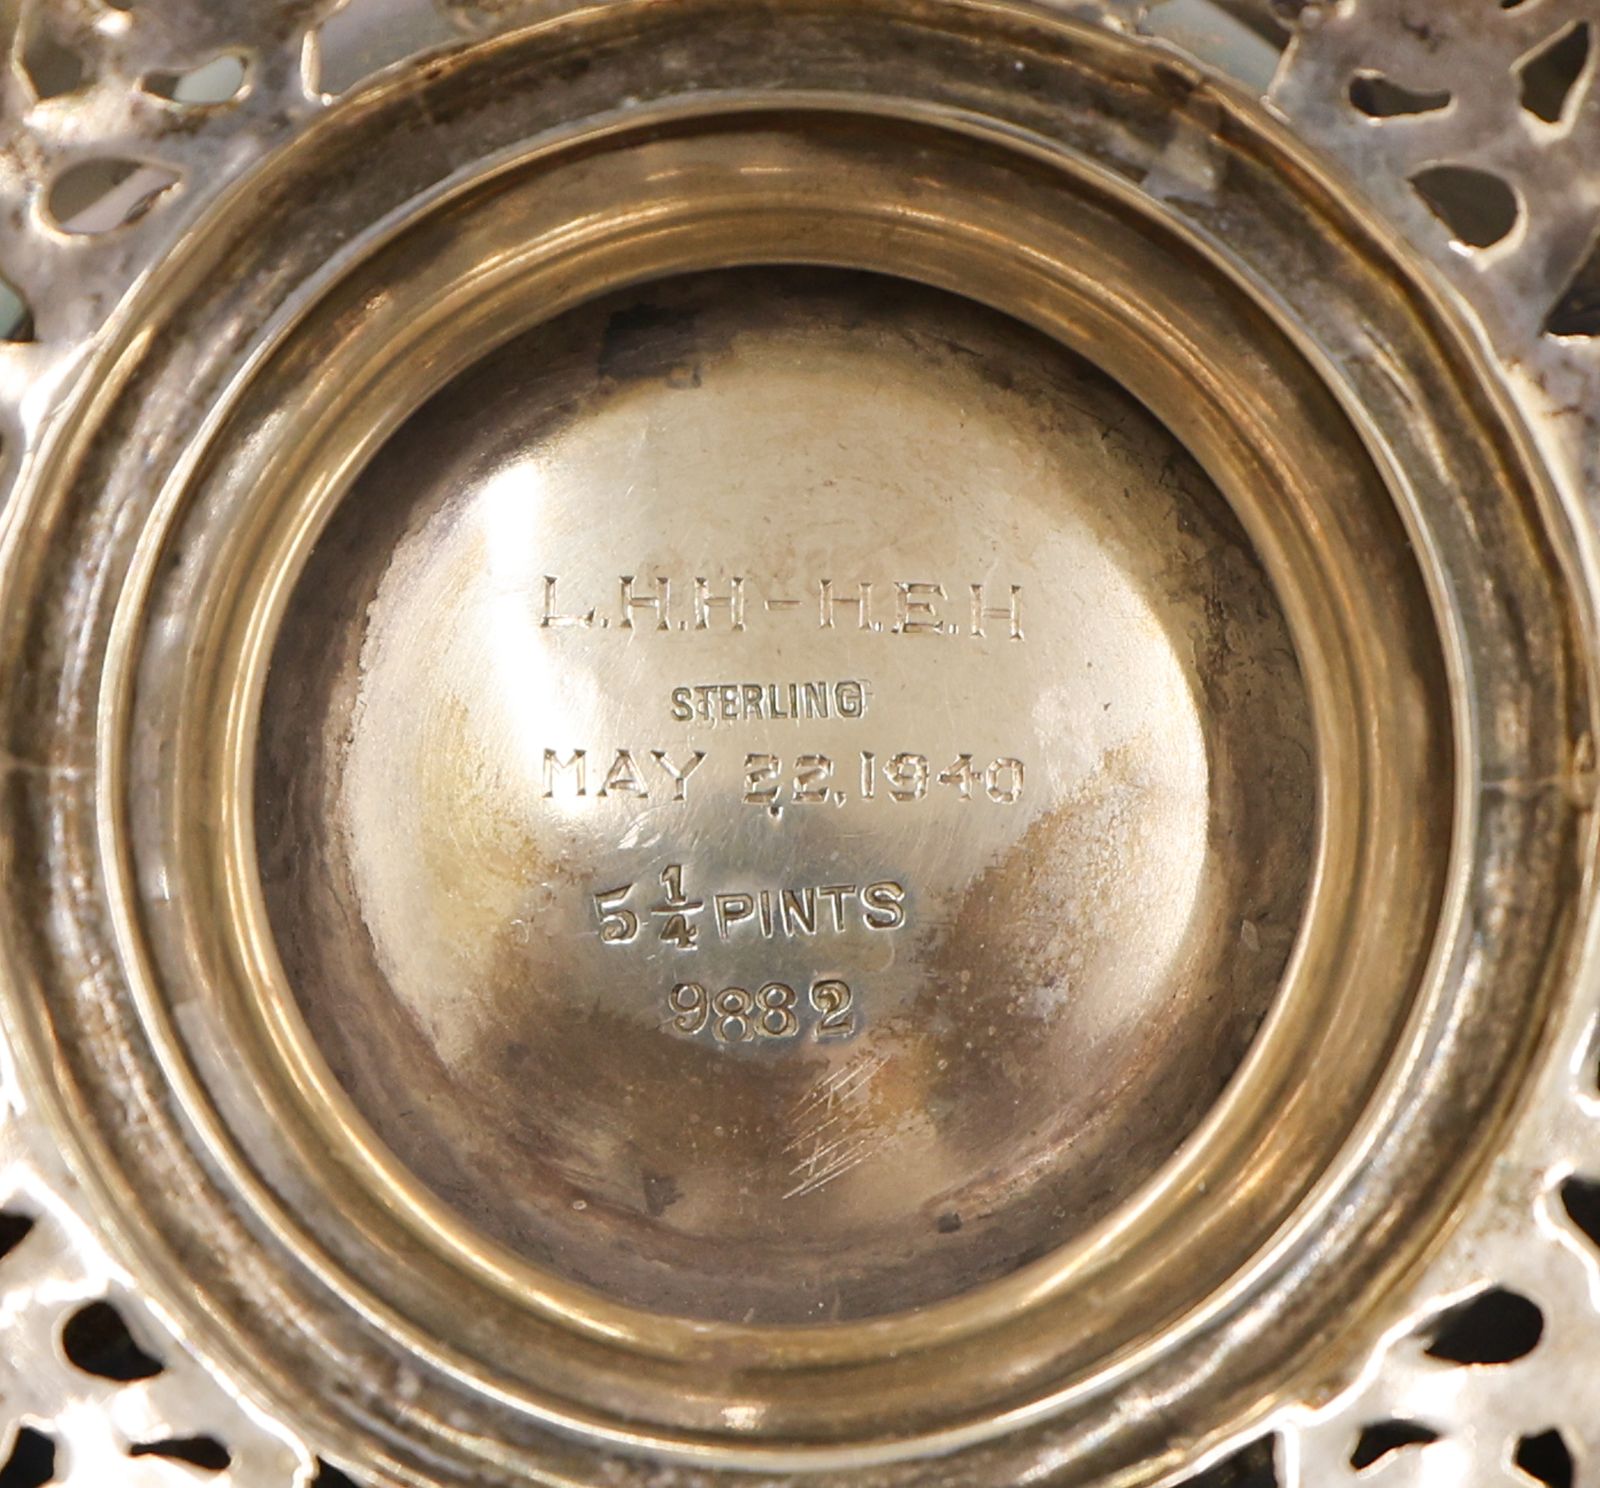 L.H.H - H.E.H
STERLING
MAY 22, 1940
5 1/4 PINTS
9882